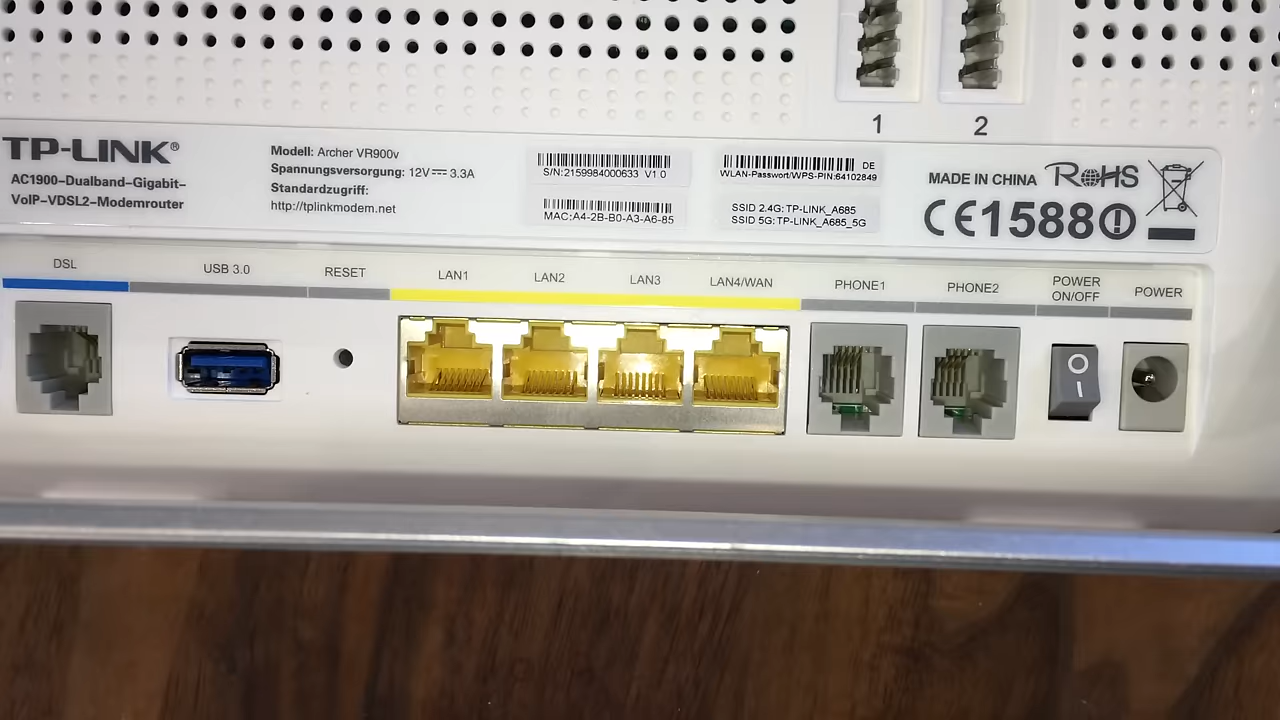 1 2
TP-LINK®
AC1900-Dualband-Gigabit-
VoIP-VDSL2-Modemrouter
Modell: Archer VR900v
Spannungsversorgung: 12V⎓ 3.3A
Standardzugriff:
http://tplinkmodem.net
S/N:2159984000633 V1 0
MAC:A4-2B-B0-A3-A6-85
DE
WLAN-Passwort/WPS-PIN:64102849
SSID 2.4G:TP-LINK_A685
SSID 5G:TP-LINK_A685_5G
MADE IN CHINA RoHS
CE1588
DSL USB 3.0 RESET LAN1 LAN2 LAN3 LAN4/WAN PHONE1 PHONE2 POWER ON/OFF POWER
O
I